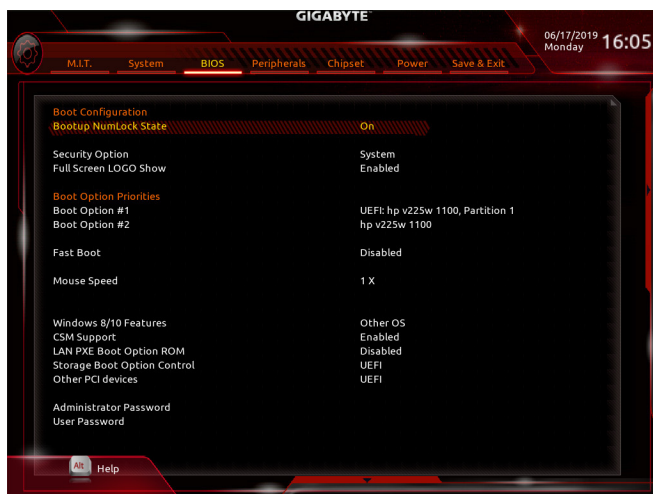 GIGABYTE™
06/17/2019 16:05
Monday
M.I.T. System BIOS Peripherals Chipset Power Save & Exit
Boot Configuration
Bootup NumLock State On
Security Option System
Full Screen LOGO Show Enabled
Boot Option Priorities
Boot Option #1 UEFI: hp v225w 1100, Partition 1
Boot Option #2 hp v225w 1100
Fast Boot Disabled
Mouse Speed 1 X
Windows 8/10 Features Other OS
CSM Support Enabled
LAN PXE Boot Option ROM Disabled
Storage Boot Option Control UEFI
Other PCI devices UEFI
Administrator Password
User Password
Alt Help